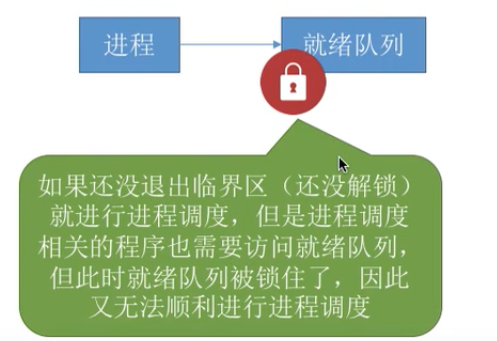 进程
就绪队列
如果还没退出临界区（还没解锁）
就进行进程调度，但是进程调度
相关的程序也需要访问就绪队列，
但此时就绪队列被锁住了，因此
又无法顺利进行进程调度